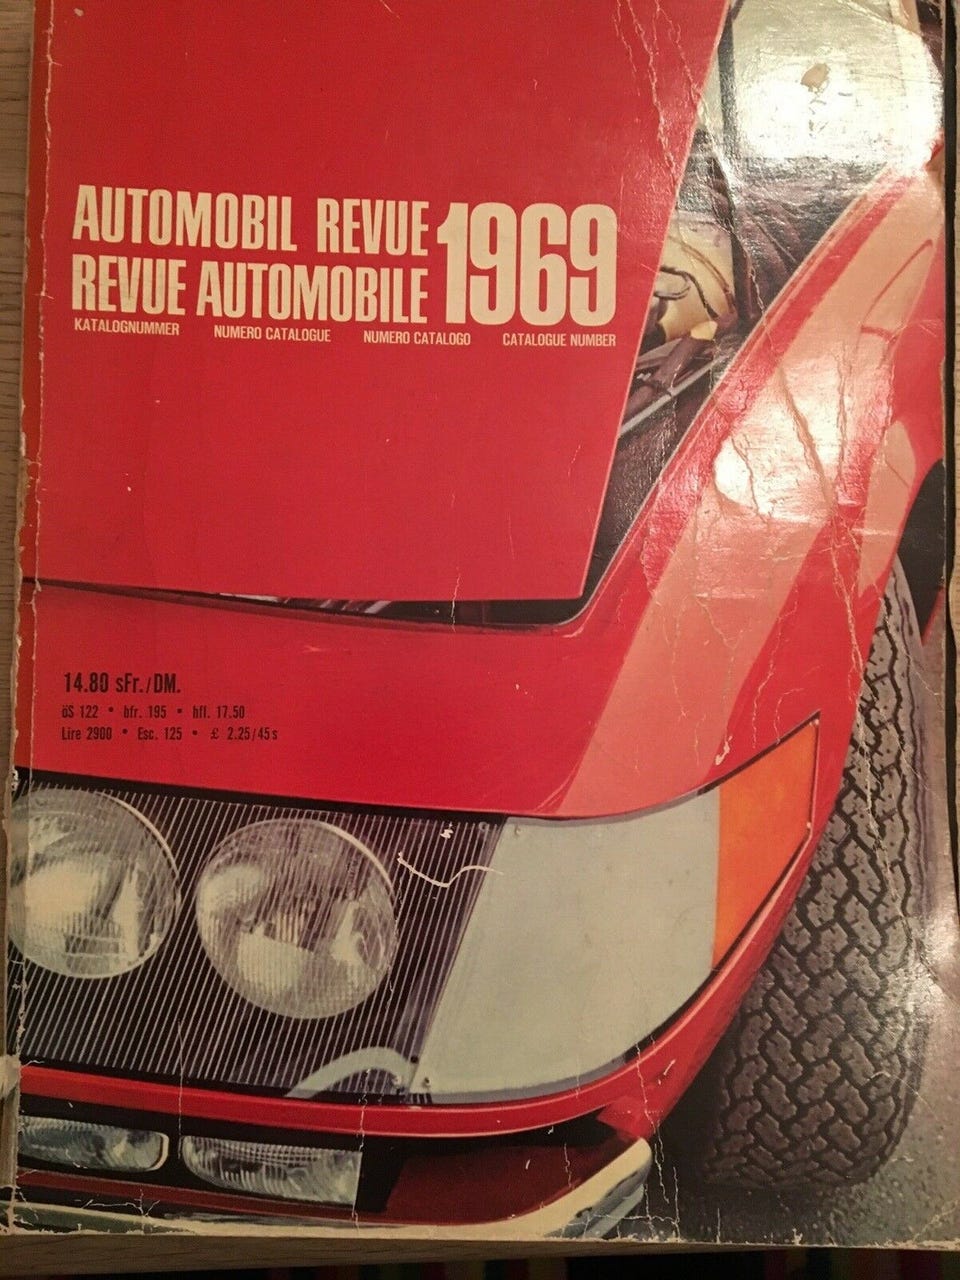 AUTOMOBIL REVUE 1969
REVUE AUTOMOBILE
KATALOGNUMMER NUMERO CATALOGUE NUMERO CATALOGO CATALOGUE NUMBER
14.80 sFr./DM.
öS 122 • bfr. 195 • hfl. 17.50
Lire 2900 • Esc. 125 • £ 2.25/45s